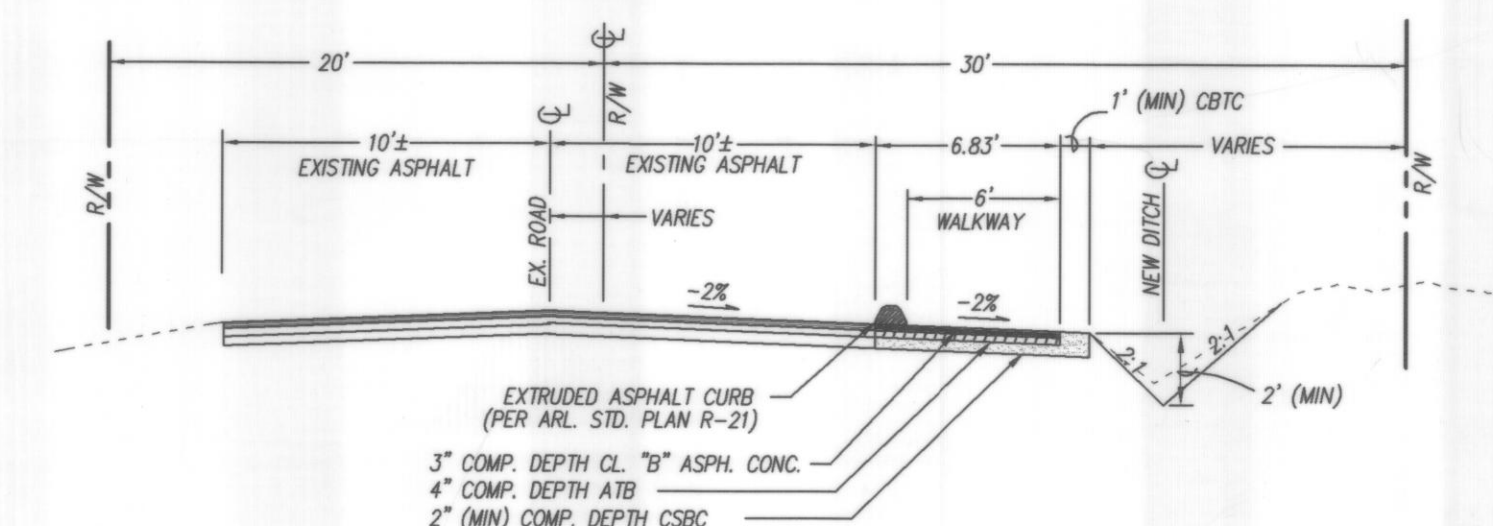 20'
℄
R/W
30'
1' (MIN) CBTC
℄
10'±
EXISTING ASPHALT
10'±
EXISTING ASPHALT
6.83'
VARIES
R/W
R/W
EX. ROAD
VARIES
6'
WALKWAY
NEW DITCH ℄
-2%
-2%
2:1
2:1
2' (MIN)
EXTRUDED ASPHALT CURB
(PER ARL. STD. PLAN R-21)
3" COMP. DEPTH CL. "B" ASPH. CONC.
4" COMP. DEPTH ATB
2" (MIN) COMP. DEPTH CSBC